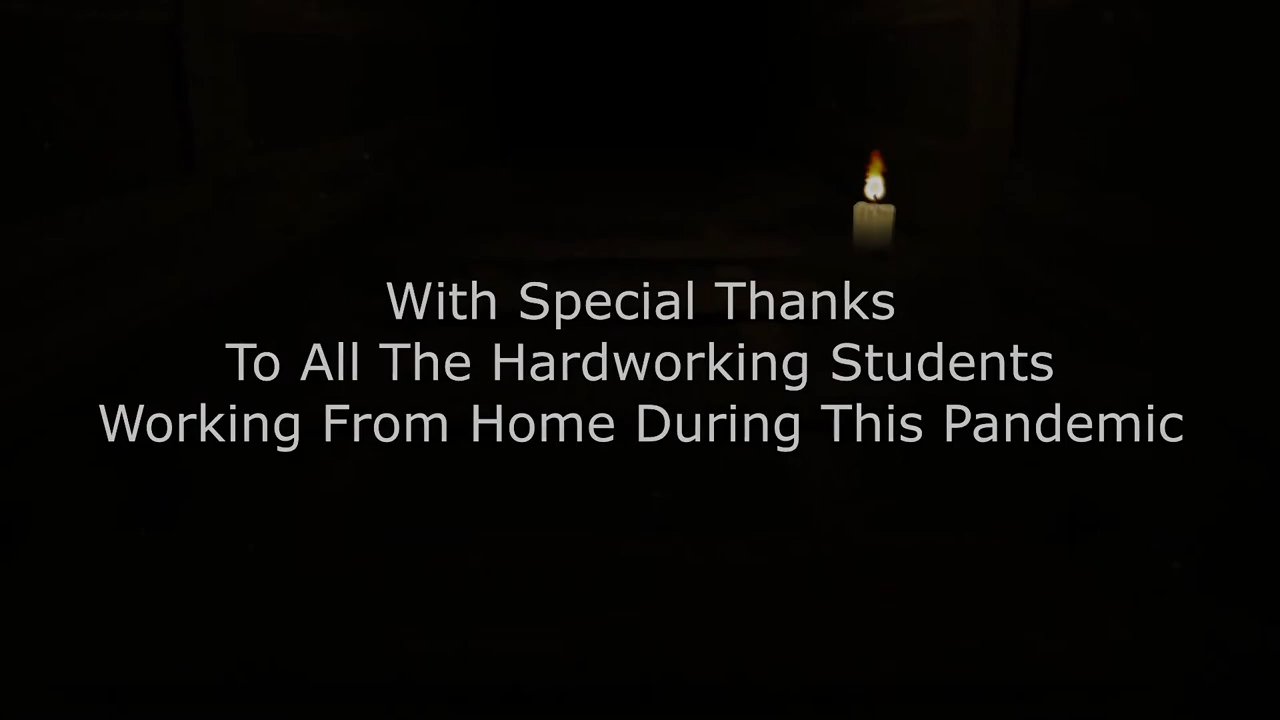 With Special Thanks
To All The Hardworking Students
Working From Home During This Pandemic